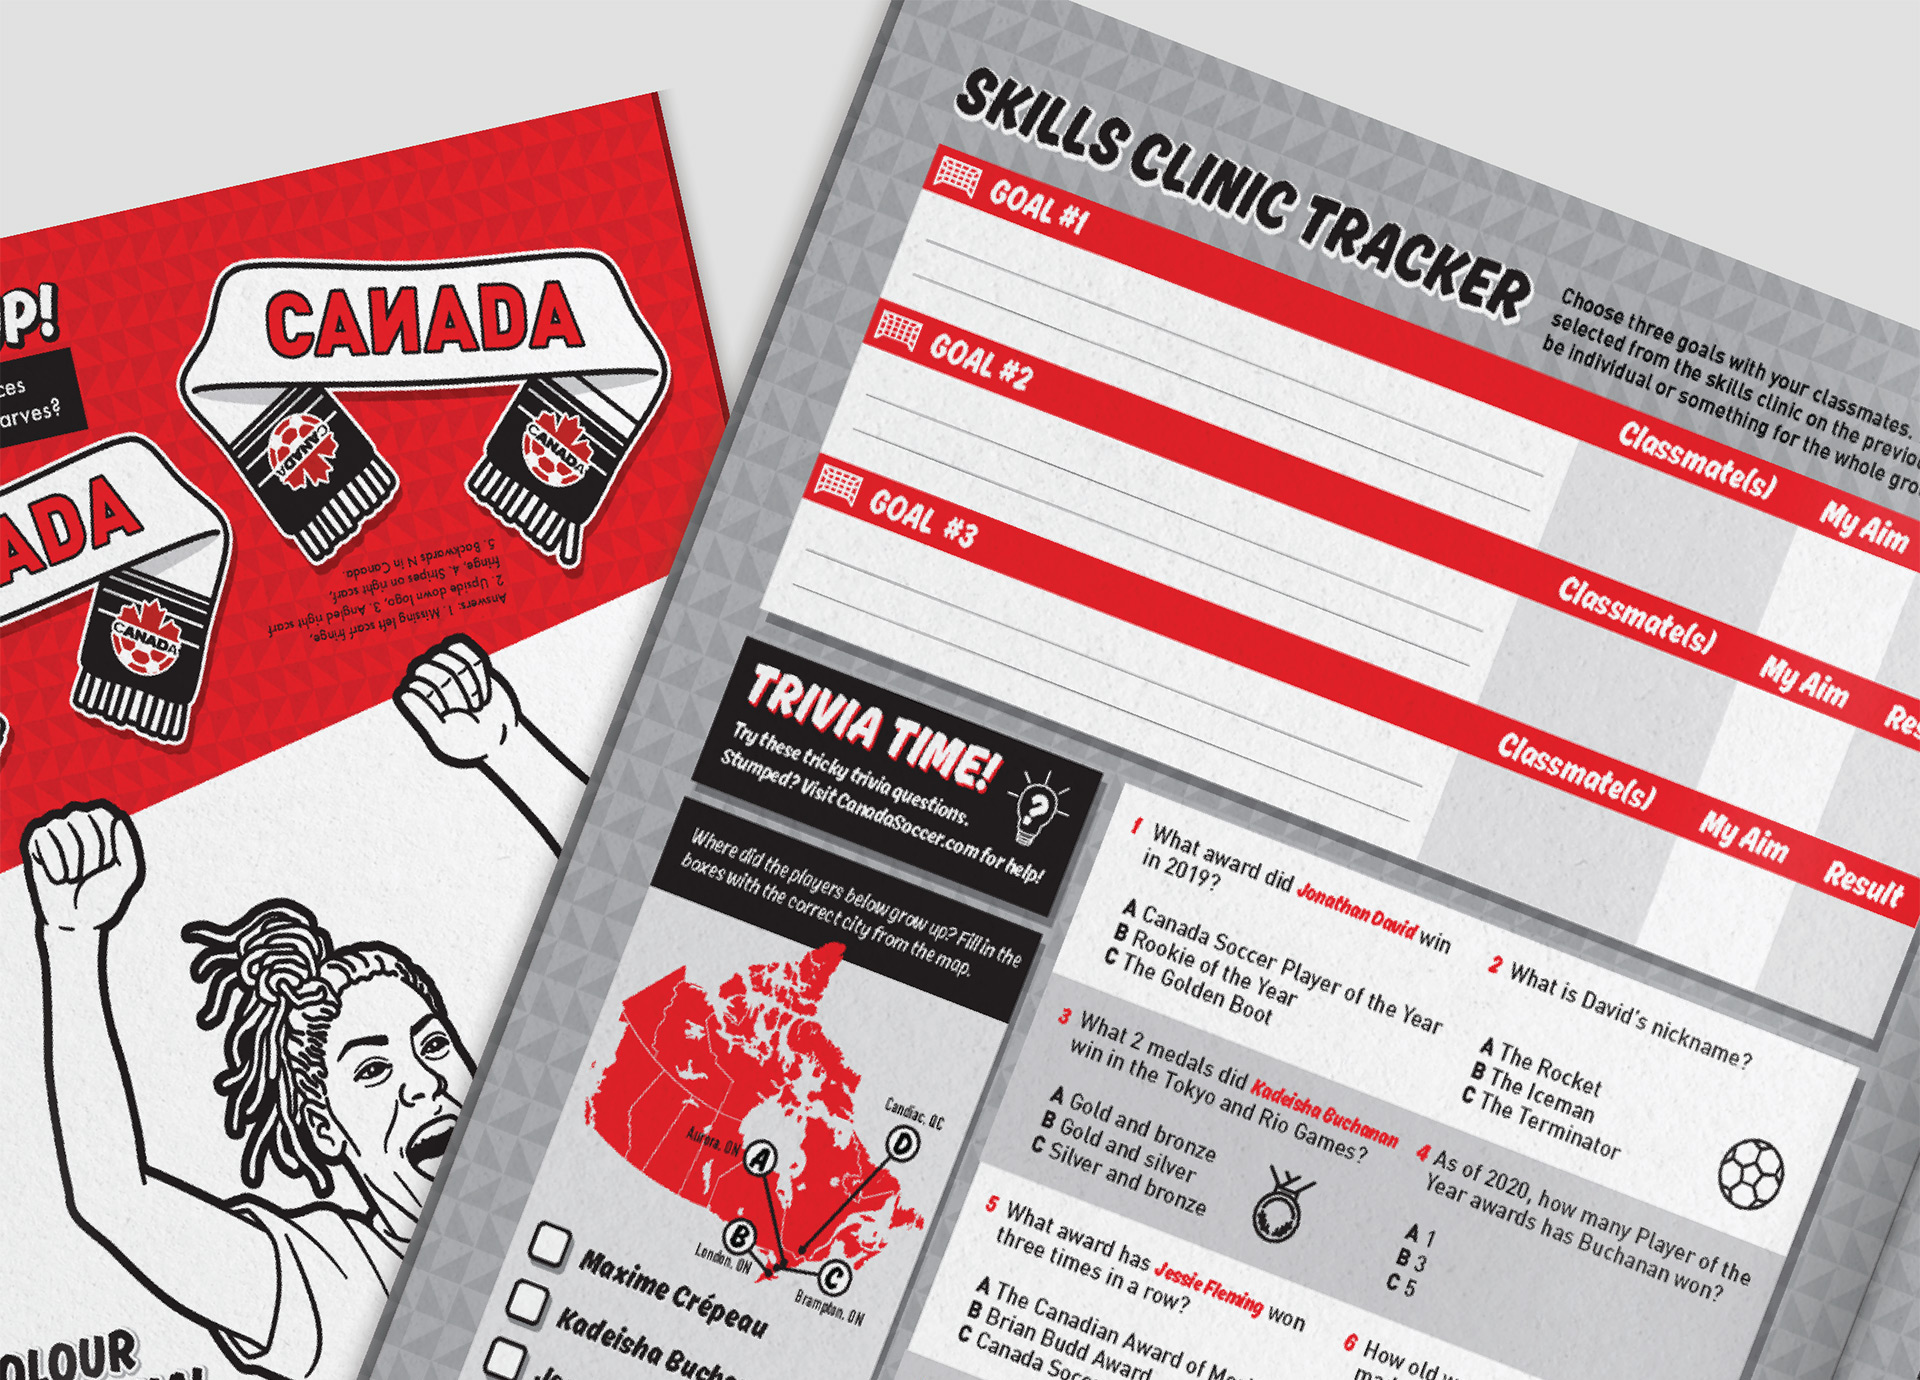 P!
ces
arves?
CAИADA
CANADA
CANADA
ADA
CANADA
Answers: 1. Missing left scarf fringe,
2. Upside down logo, 3. Angled right scarf
fringe, 4. Stripes on right scarf,
5. Backwards N in Canada.
OLOUR
SKILLS CLINIC TRACKER
Choose three goals with your classmates.
selected from the skills clinic on the previou
be individual or something for the whole gro
GOAL #1
Classmate(s)
My Aim
GOAL #2
Classmate(s)
My Aim
Res
GOAL #3
Classmate(s)
My Aim
Result
TRIVIA TIME!
Try these tricky trivia questions.
Stumped? Visit CanadaSoccer.com for help!
?
Where did the players below grow up? Fill in the
boxes with the correct city from the map.
Candiac, QC
D
Aurora, ON
A
B
London, ON
C
Brampton, ON
Maxime Crépeau
Kadeisha Bucha
Je
1 What award did Jonathan David win
in 2019?
A Canada Soccer Player of the Year
B Rookie of the Year
C The Golden Boot
2 What is David's nickname?
A The Rocket
B The Iceman
C The Terminator
3 What 2 medals did Kadeisha Buchanan
win in the Tokyo and Rio Games?
A Gold and bronze
B Gold and silver
C Silver and bronze
4 As of 2020, how many Player of the
Year awards has Buchanan won?
A 1
B 3
C 5
5 What award has Jessie Fleming won
three times in a row?
A The Canadian Award of Me
B Brian Budd Award
C Canada Socc
6 How old w
ma